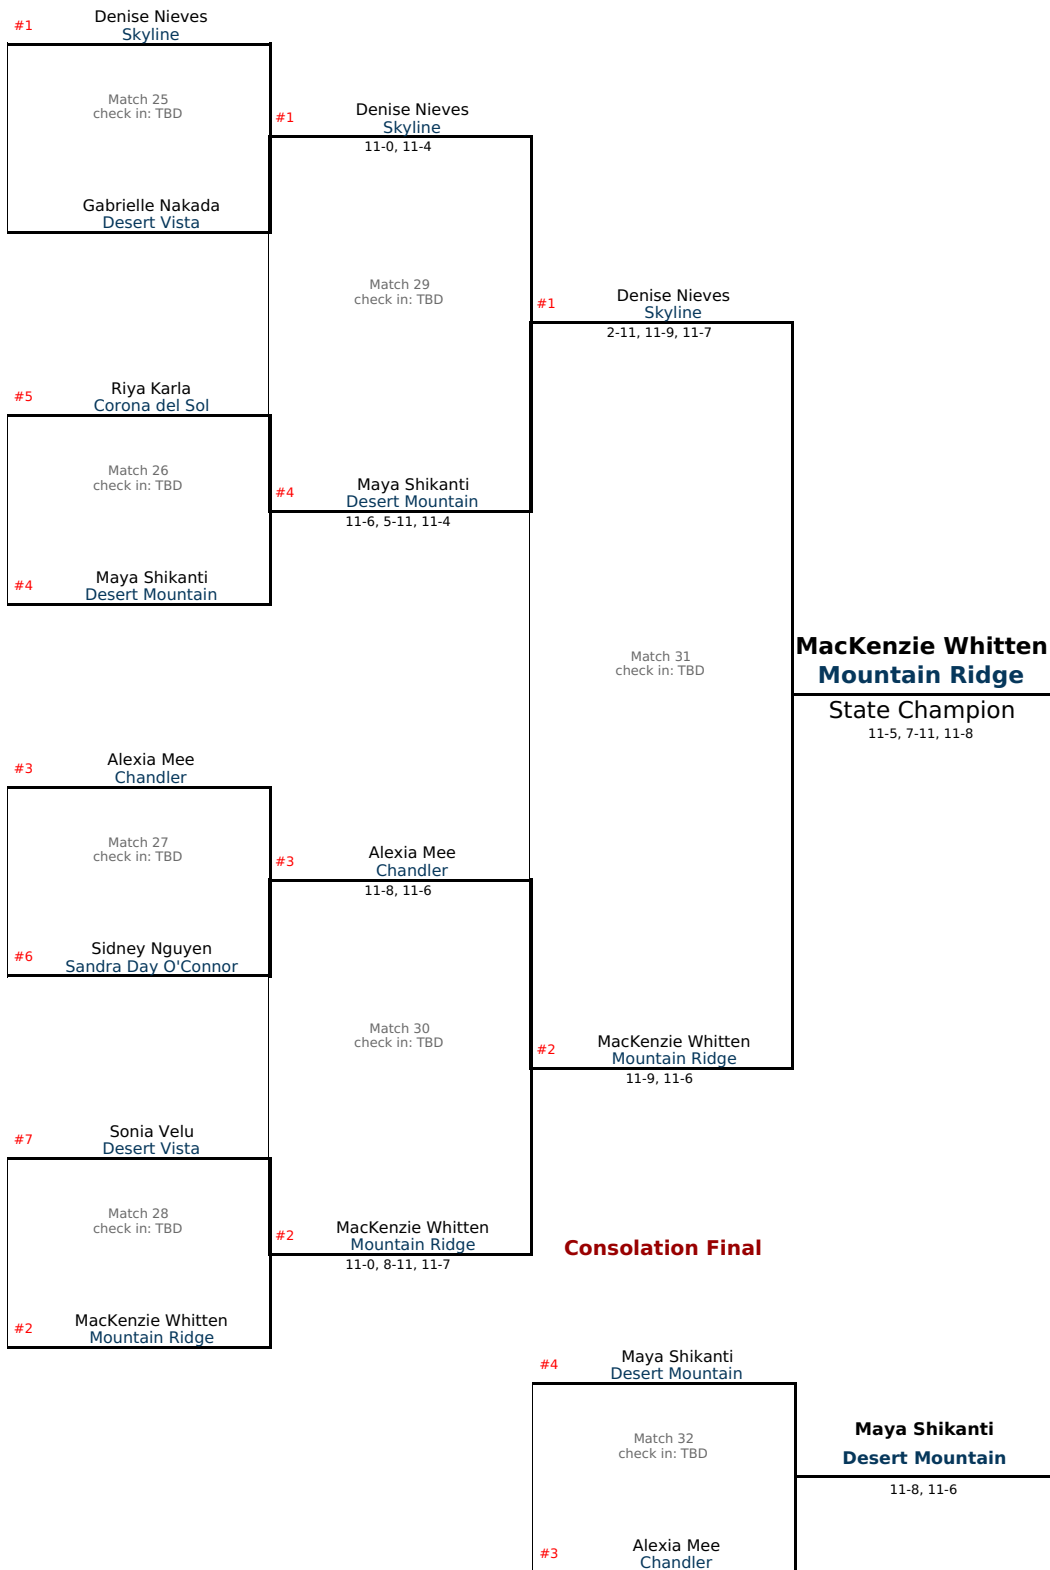 #1
Denise Nieves
Skyline
Match 25
check in: TBD
Gabrielle Nakada
Desert Vista
#5
Riya Karla
Corona del Sol
Match 26
check in: TBD
#4
Maya Shikanti
Desert Mountain
#3
Alexia Mee
Chandler
Match 27
check in: TBD
#6
Sidney Nguyen
Sandra Day O'Connor
#7
Sonia Velu
Desert Vista
Match 28
check in: TBD
#2
MacKenzie Whitten
Mountain Ridge
#1
Denise Nieves
Skyline
11-0, 11-4
Match 29
check in: TBD
#4
Maya Shikanti
Desert Mountain
11-6, 5-11, 11-4
#3
Alexia Mee
Chandler
11-8, 11-6
Match 30
check in: TBD
#2
MacKenzie Whitten
Mountain Ridge
11-0, 8-11, 11-7
#1
Denise Nieves
Skyline
2-11, 11-9, 11-7
Match 31
check in: TBD
#2
MacKenzie Whitten
Mountain Ridge
11-9, 11-6
MacKenzie Whitten
Mountain Ridge
State Champion
11-5, 7-11, 11-8
Consolation Final
#4
Maya Shikanti
Desert Mountain
Match 32
check in: TBD
#3
Alexia Mee
Chandler
Maya Shikanti
Desert Mountain
11-8, 11-6